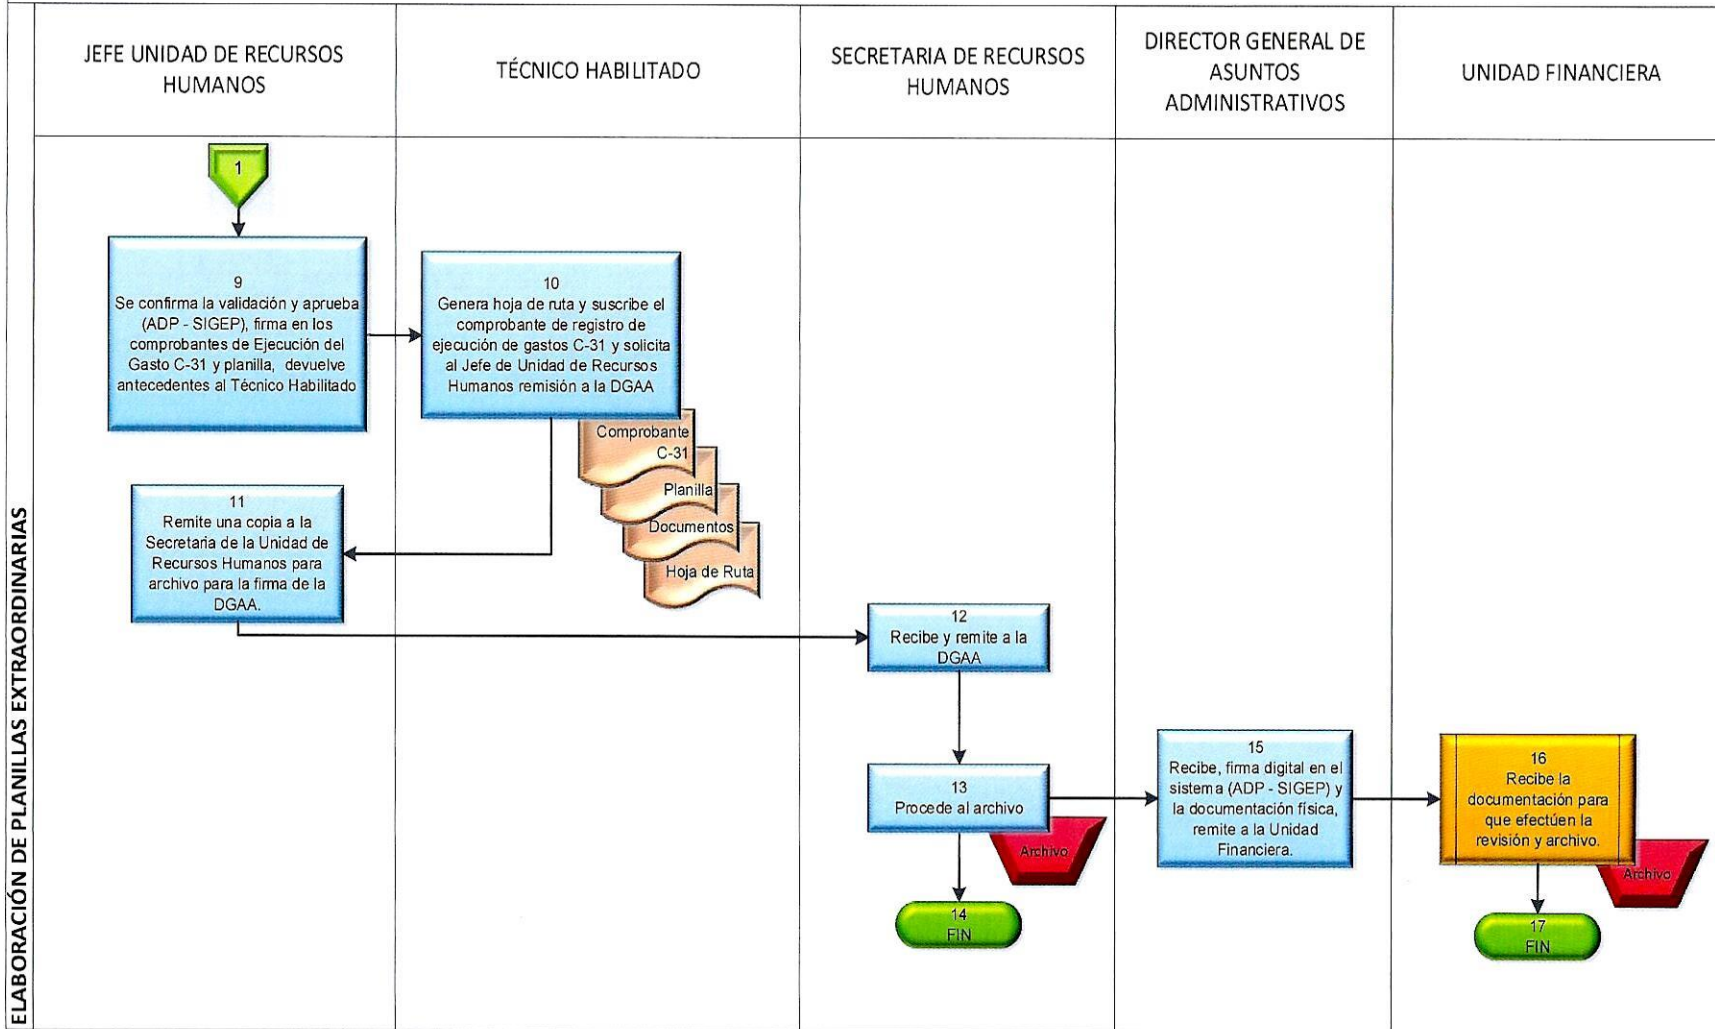 ELABORACIÓN DE PLANILLAS EXTRAORDINARIAS
JEFE UNIDAD DE RECURSOS
HUMANOS
TÉCNICO HABILITADO
SECRETARIA DE RECURSOS
HUMANOS
DIRECTOR GENERAL DE
ASUNTOS
ADMINISTRATIVOS
UNIDAD FINANCIERA
1
9
Se confirma la validación y aprueba
(ADP - SIGEP), firma en los
comprobantes de Ejecución del
Gasto C-31 y planilla, devuelve
antecedentes al Técnico Habilitado
10
Genera hoja de ruta y suscribe el
comprobante de registro de
ejecución de gastos C-31 y solicita
al Jefe de Unidad de Recursos
Humanos remisión a la DGAA
Comprobante
C-31
Planilla
Documentos
Hoja de Ruta
11
Remite una copia a la
Secretaria de la Unidad de
Recursos Humanos para
archivo para la firma de la
DGAA.
12
Recibe y remite a la
DGAA
13
Procede al archivo
Archivo
14
FIN
15
Recibe, firma digital en el
sistema (ADP - SIGEP) y
la documentación física,
remite a la Unidad
Financiera.
16
Recibe la
documentación para
que efectúen la
revisión y archivo.
Archivo
17
FIN